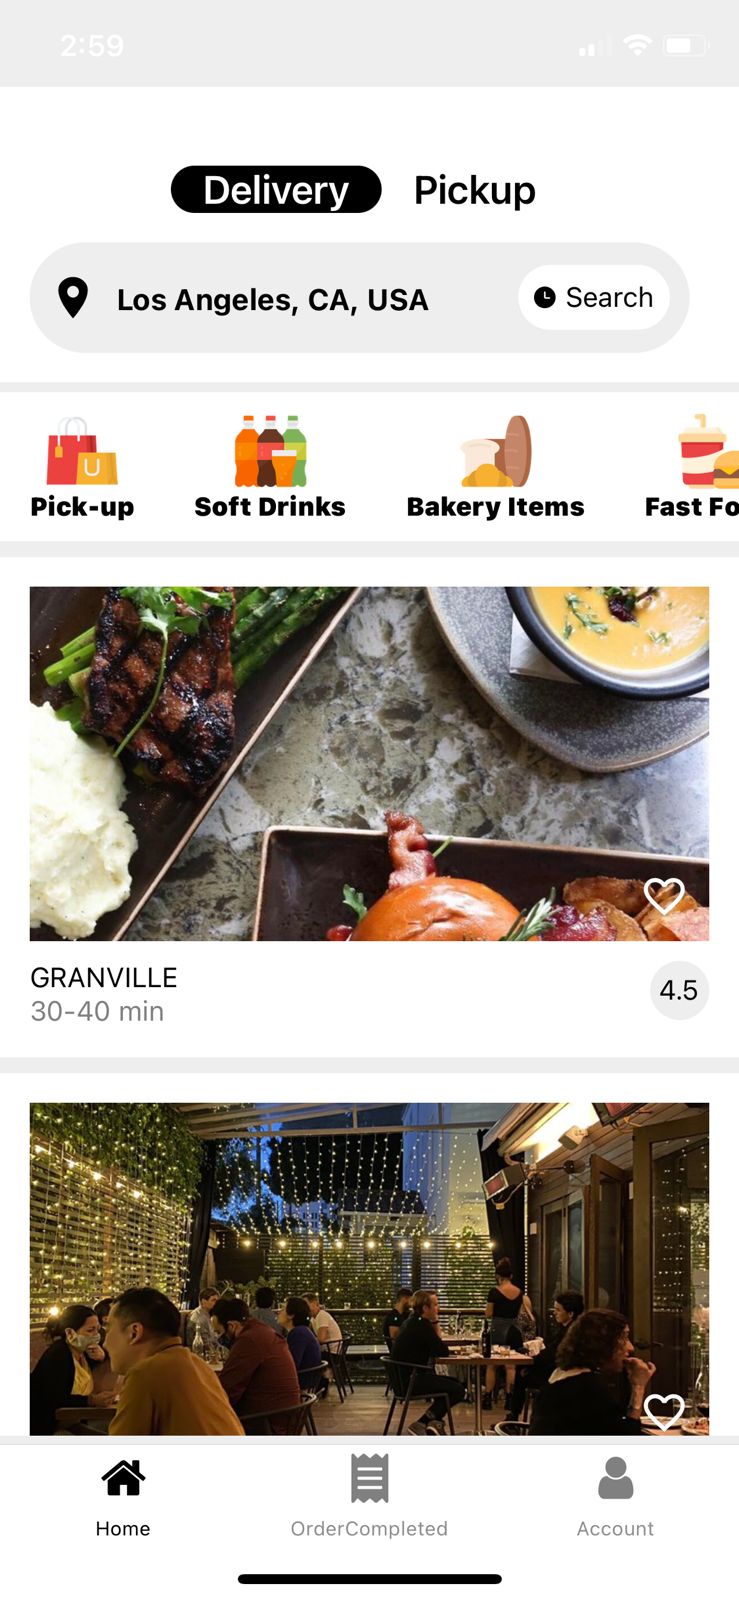 2:59
Delivery Pickup
Los Angeles, CA, USA Search
Pick-up Soft Drinks Bakery Items Fast Fo
GRANVILLE
30-40 min
4.5
Home OrderCompleted Account